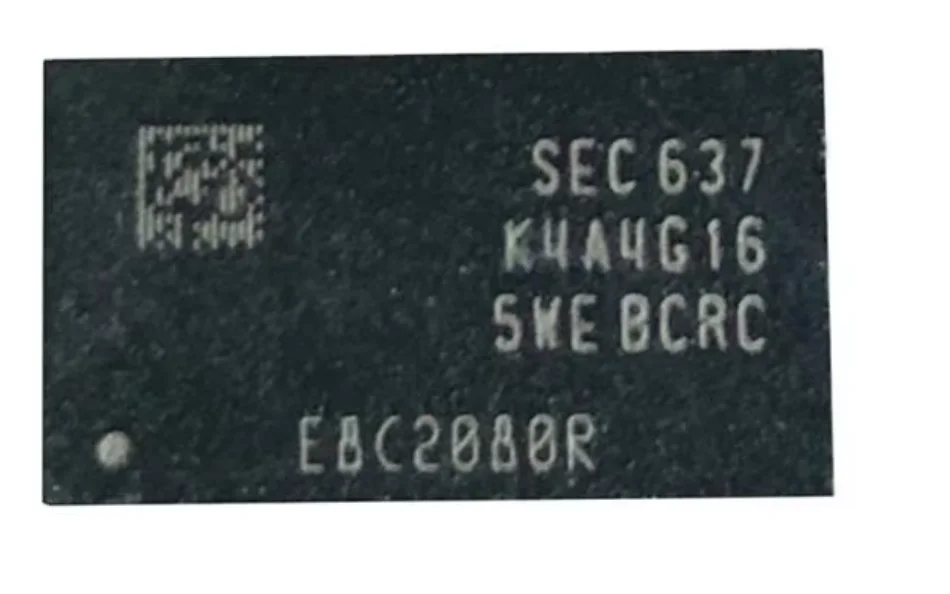 SEC 637
K4A4G16
5WE BCRC
EBC2080R